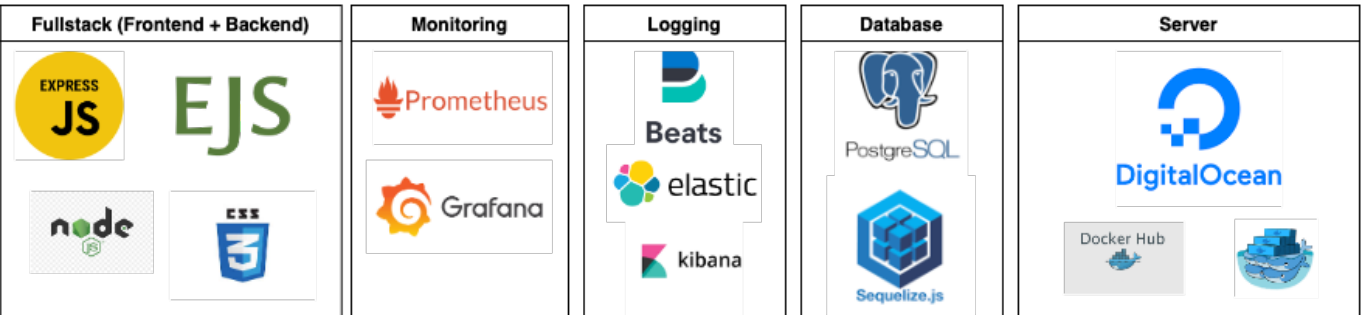 Fullstack (Frontend + Backend)
EXPRESS
JS
EJS
node
JS
CSS
3
Monitoring
Prometheus
Grafana
Logging
Beats
elastic
kibana
Database
PostgreSQL
Sequelize.js
Server
DigitalOcean
Docker Hub